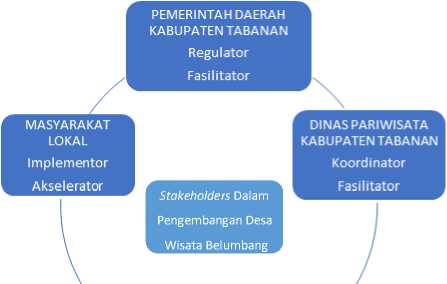 PEMERINTAH DAERAH
KABUPATEN TABANAN
Regulator
Fasilitator
MASYARAKAT
LOKAL
Implementor
Akselerator
DINAS PARIWISATA
KABUPATEN TABANAN
Koordinator
Fasilitator
Stakeholders Dalam
Pengembangan Desa
Wisata Belumbang